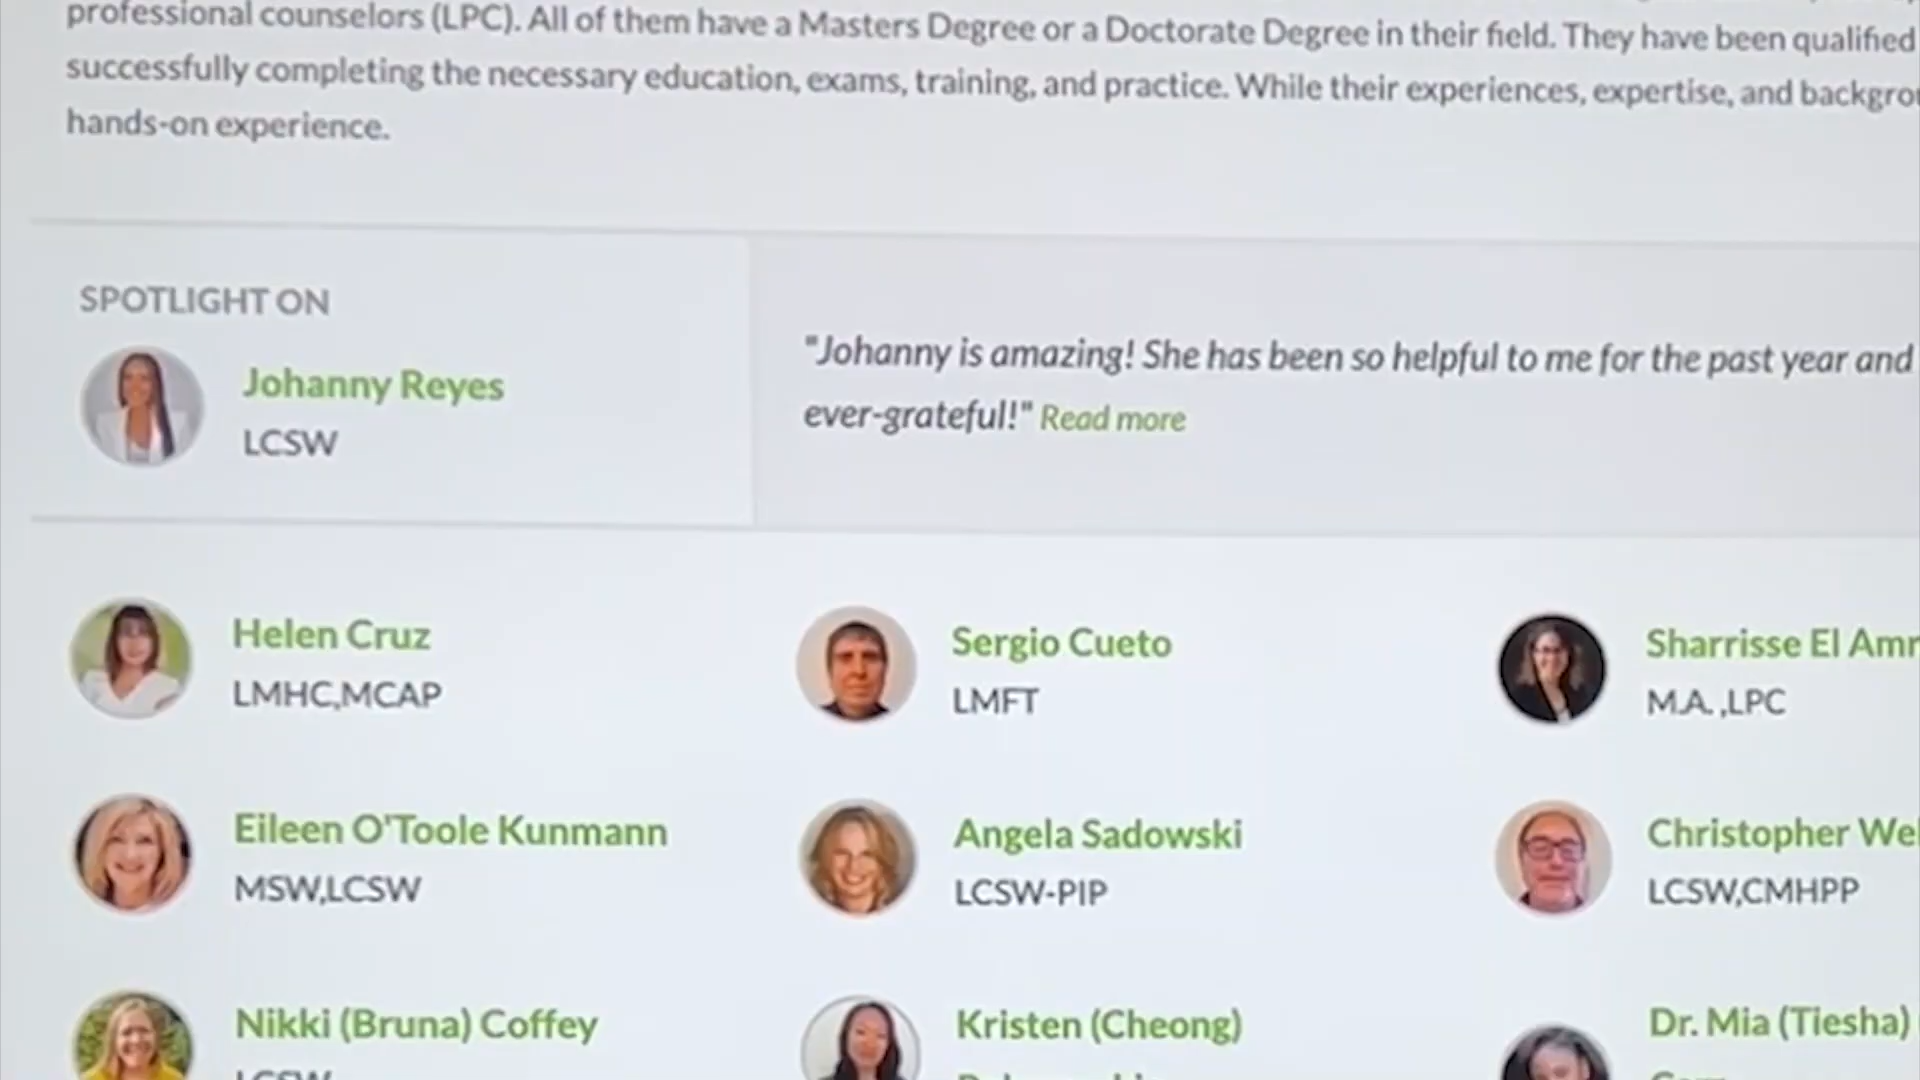 professional counselors (LPC). All of them have a Masters Degree or a Doctorate Degree in their field. They have been qualified
successfully completing the necessary education, exams, training, and practice. While their experiences, expertise, and backgro
hands-on experience.
SPOTLIGHT ON
Johanny Reyes
LCSW
"Johanny is amazing! She has been so helpful to me for the past year and
ever-grateful!" Read more
Helen Cruz
LMHC,MCAP
Sergio Cueto
LMFT
Sharrisse El Amr
M.A.,LPC
Eileen O'Toole Kunmann
MSW,LCSW
Angela Sadowski
LCSW-PIP
Christopher We
LCSW,CMHPP
Nikki (Bruna) Coffey
LCSW
Kristen (Cheong)
Dr. Mia (Tiesha)